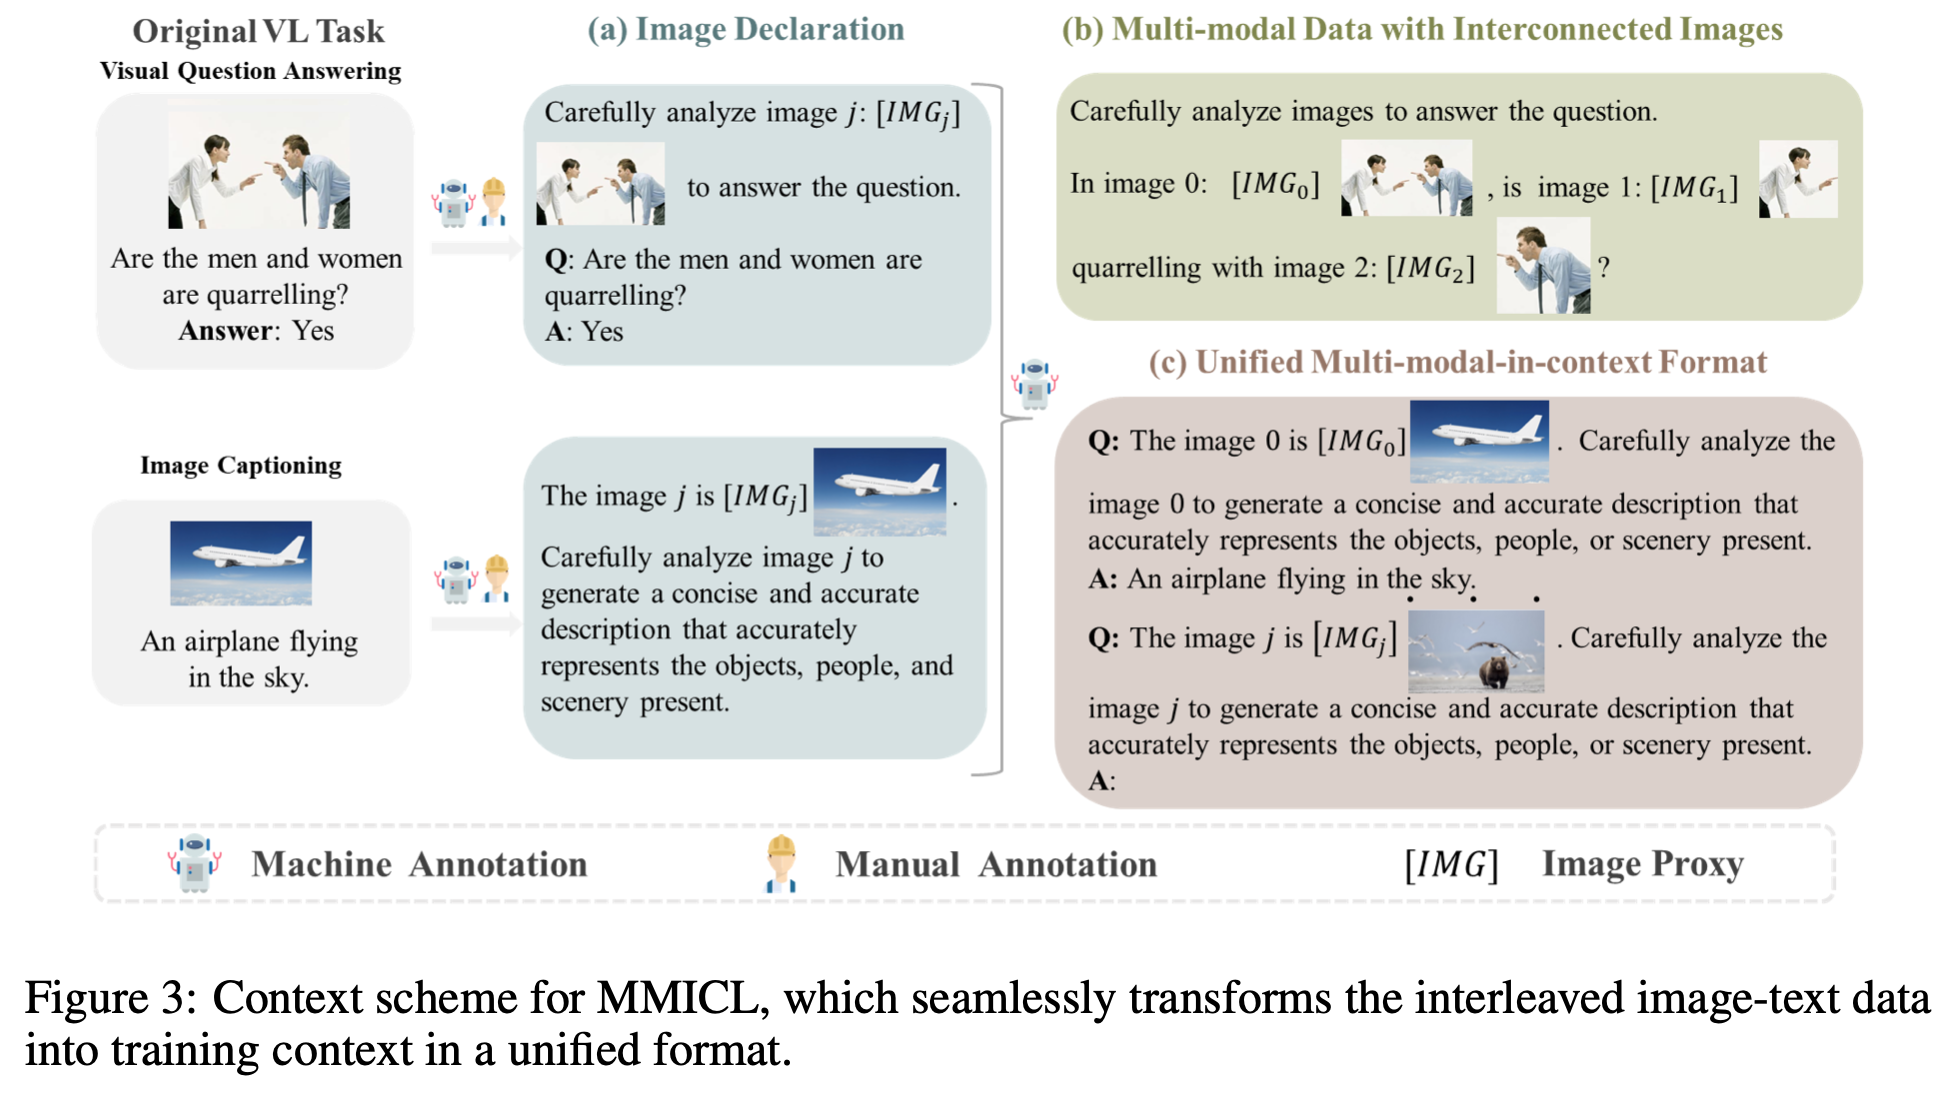 Original VL Task
Visual Question Answering
Are the men and women
are quarrelling?
Answer: Yes
Image Captioning
An airplane flying
in the sky.
(a) Image Declaration
Carefully analyze image j: [IMG_j]
to answer the question.
Q: Are the men and women are
quarrelling?
A: Yes
The image j is [IMG_j] .
Carefully analyze image j to
generate a concise and accurate
description that accurately
represents the objects, people, and
scenery present.
(b) Multi-modal Data with Interconnected Images
Carefully analyze images to answer the question.
In image 0: [IMG_0] , is image 1: [IMG_1]
quarrelling with image 2: [IMG_2] ?
(c) Unified Multi-modal-in-context Format
Q: The image 0 is [IMG_0] . Carefully analyze the
image 0 to generate a concise and accurate description that
accurately represents the objects, people, or scenery present.
A: An airplane flying in the sky.
. . .
Q: The image j is [IMG_j] . Carefully analyze the
image j to generate a concise and accurate description that
accurately represents the objects, people, or scenery present.
A:
Machine Annotation Manual Annotation [IMG] Image Proxy
Figure 3: Context scheme for MMICL, which seamlessly transforms the interleaved image-text data
into training context in a unified format.